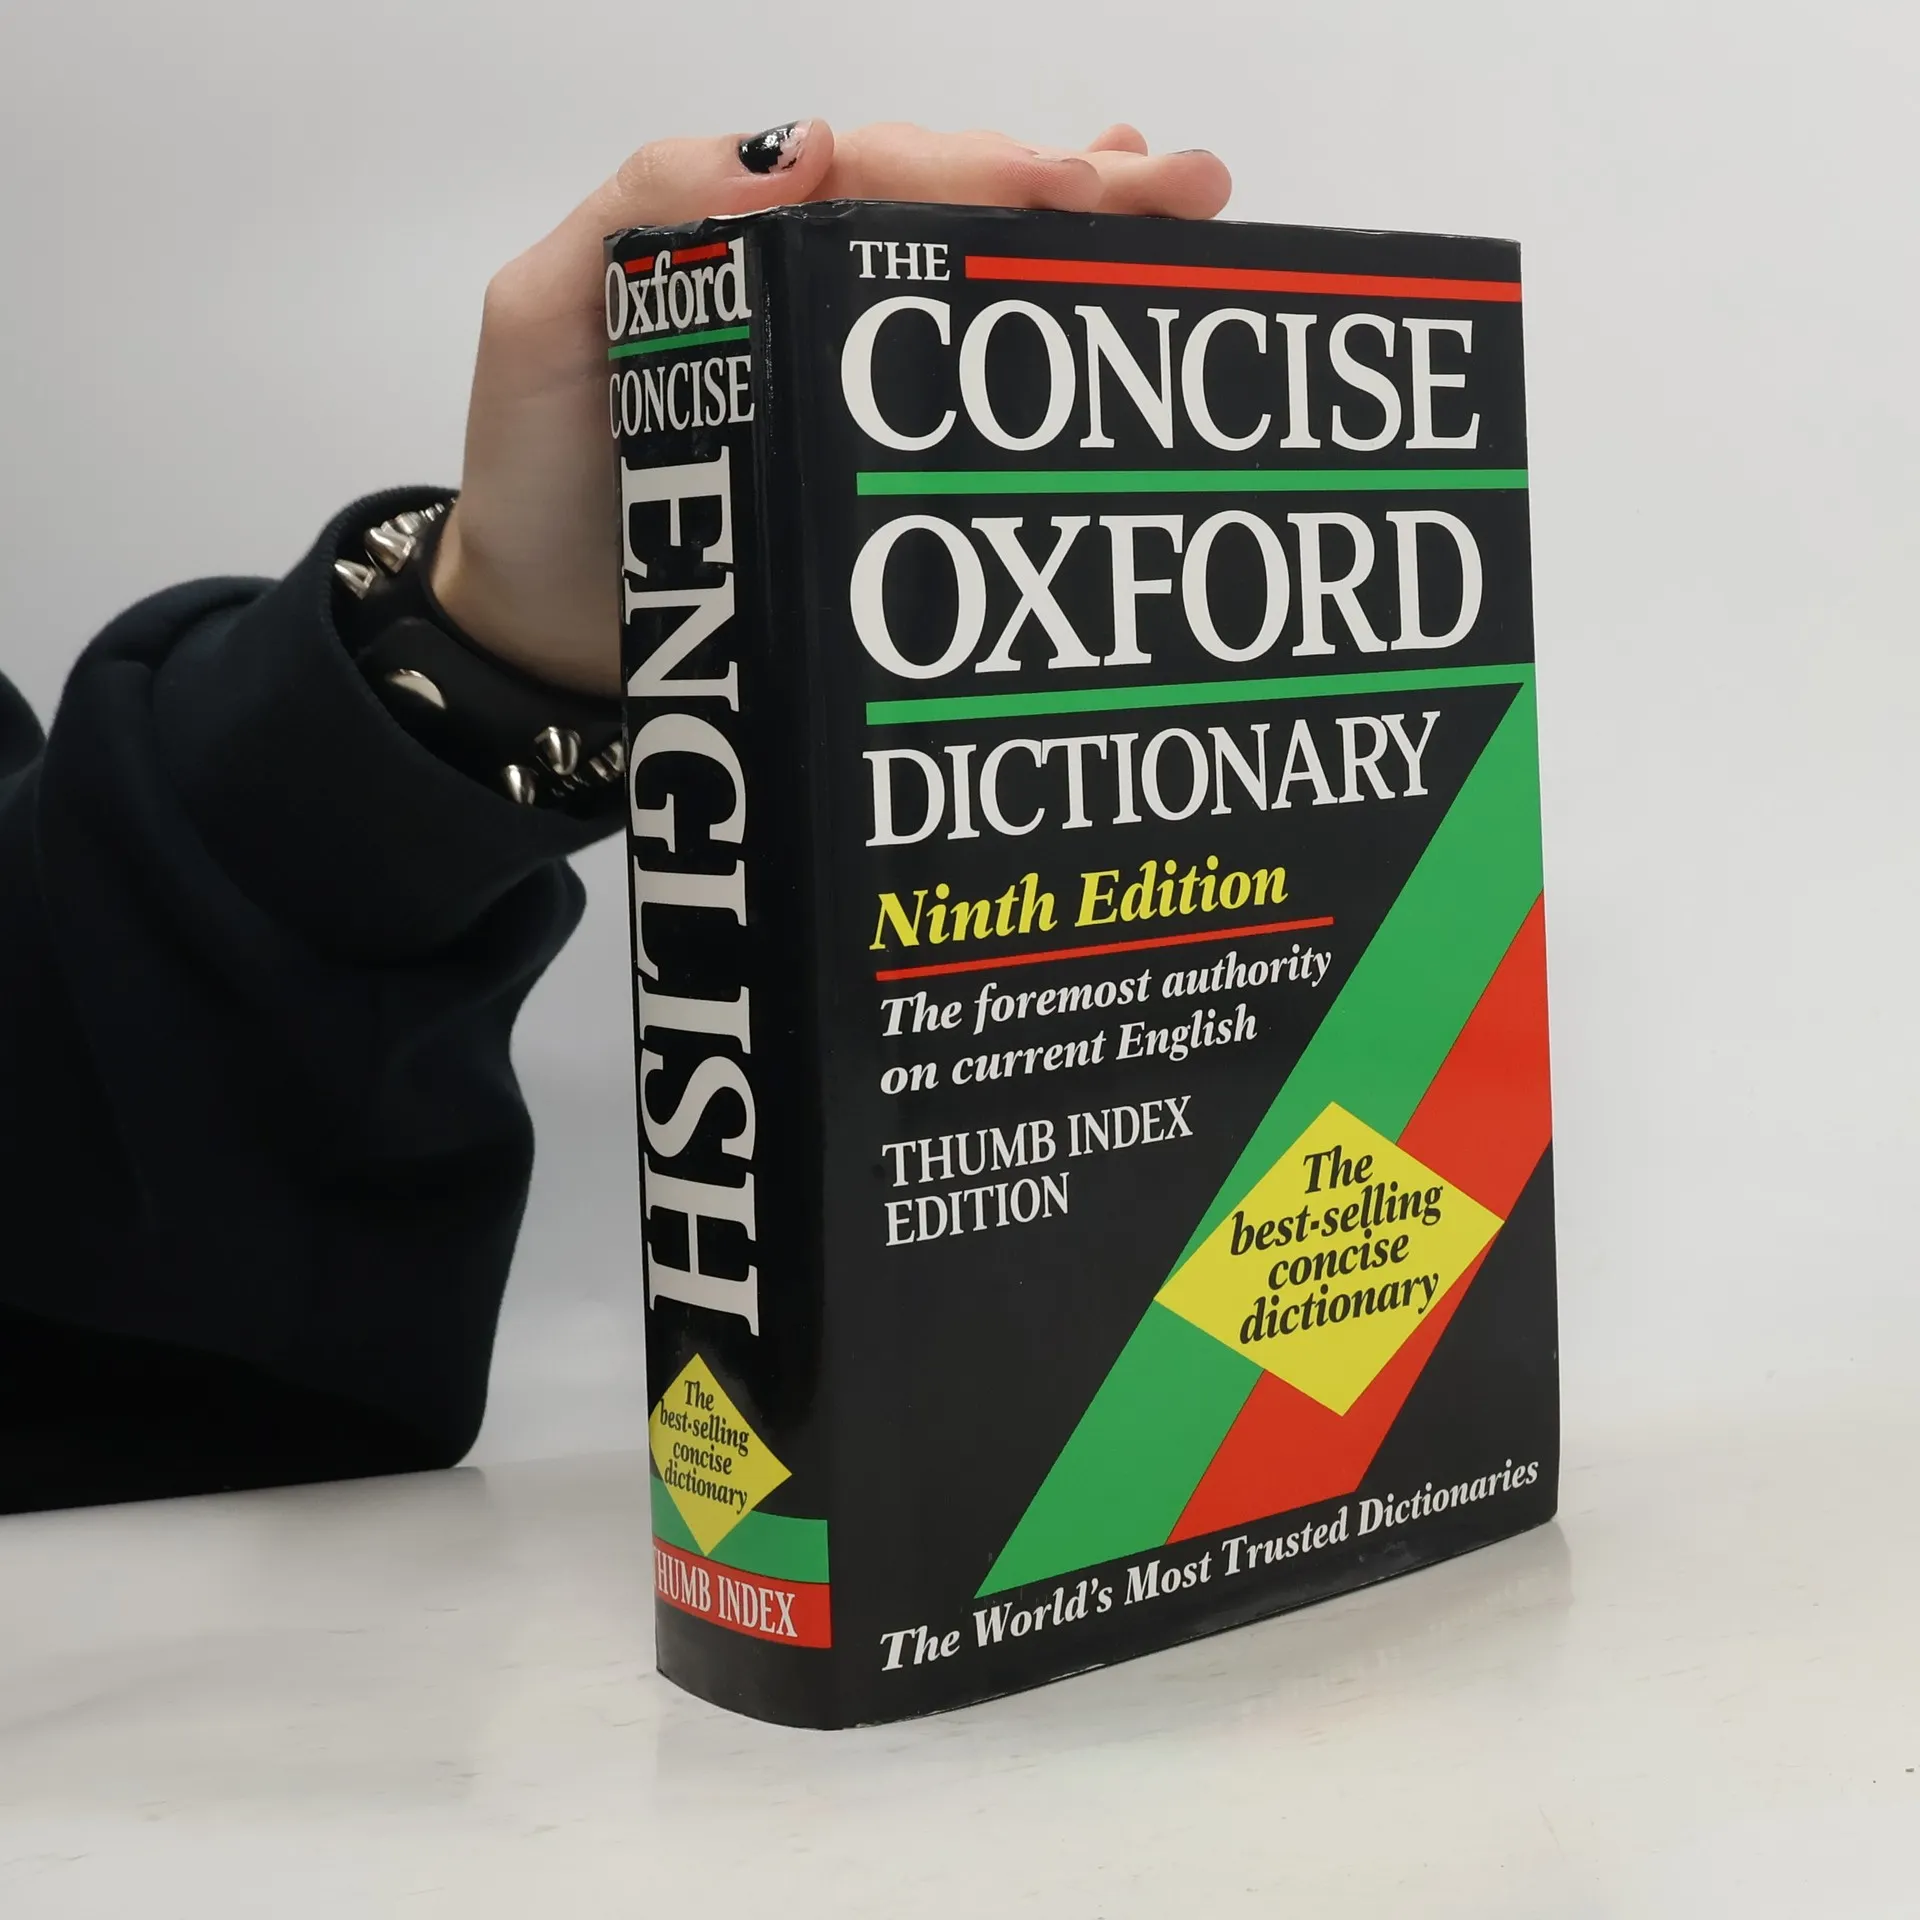 Oxford
CONCISE
ENGLISH
The
best-selling
concise
dictionary
THUMB INDEX
THE
CONCISE
OXFORD
DICTIONARY
Ninth Edition
The foremost authority
on current English
THUMB INDEX
EDITION
The
best-selling
concise
dictionary
The World's Most Trusted Dictionaries